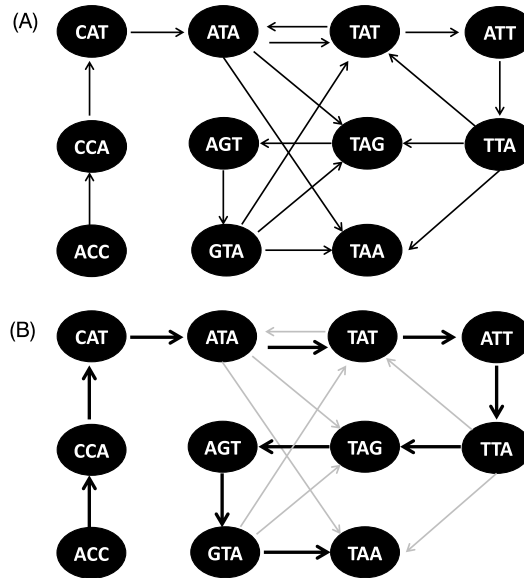 (A)
CAT ATA TAT ATT
CCA AGT TAG TTA
ACC GTA TAA
(B)
CAT ATA TAT ATT
CCA AGT TAG TTA
ACC GTA TAA